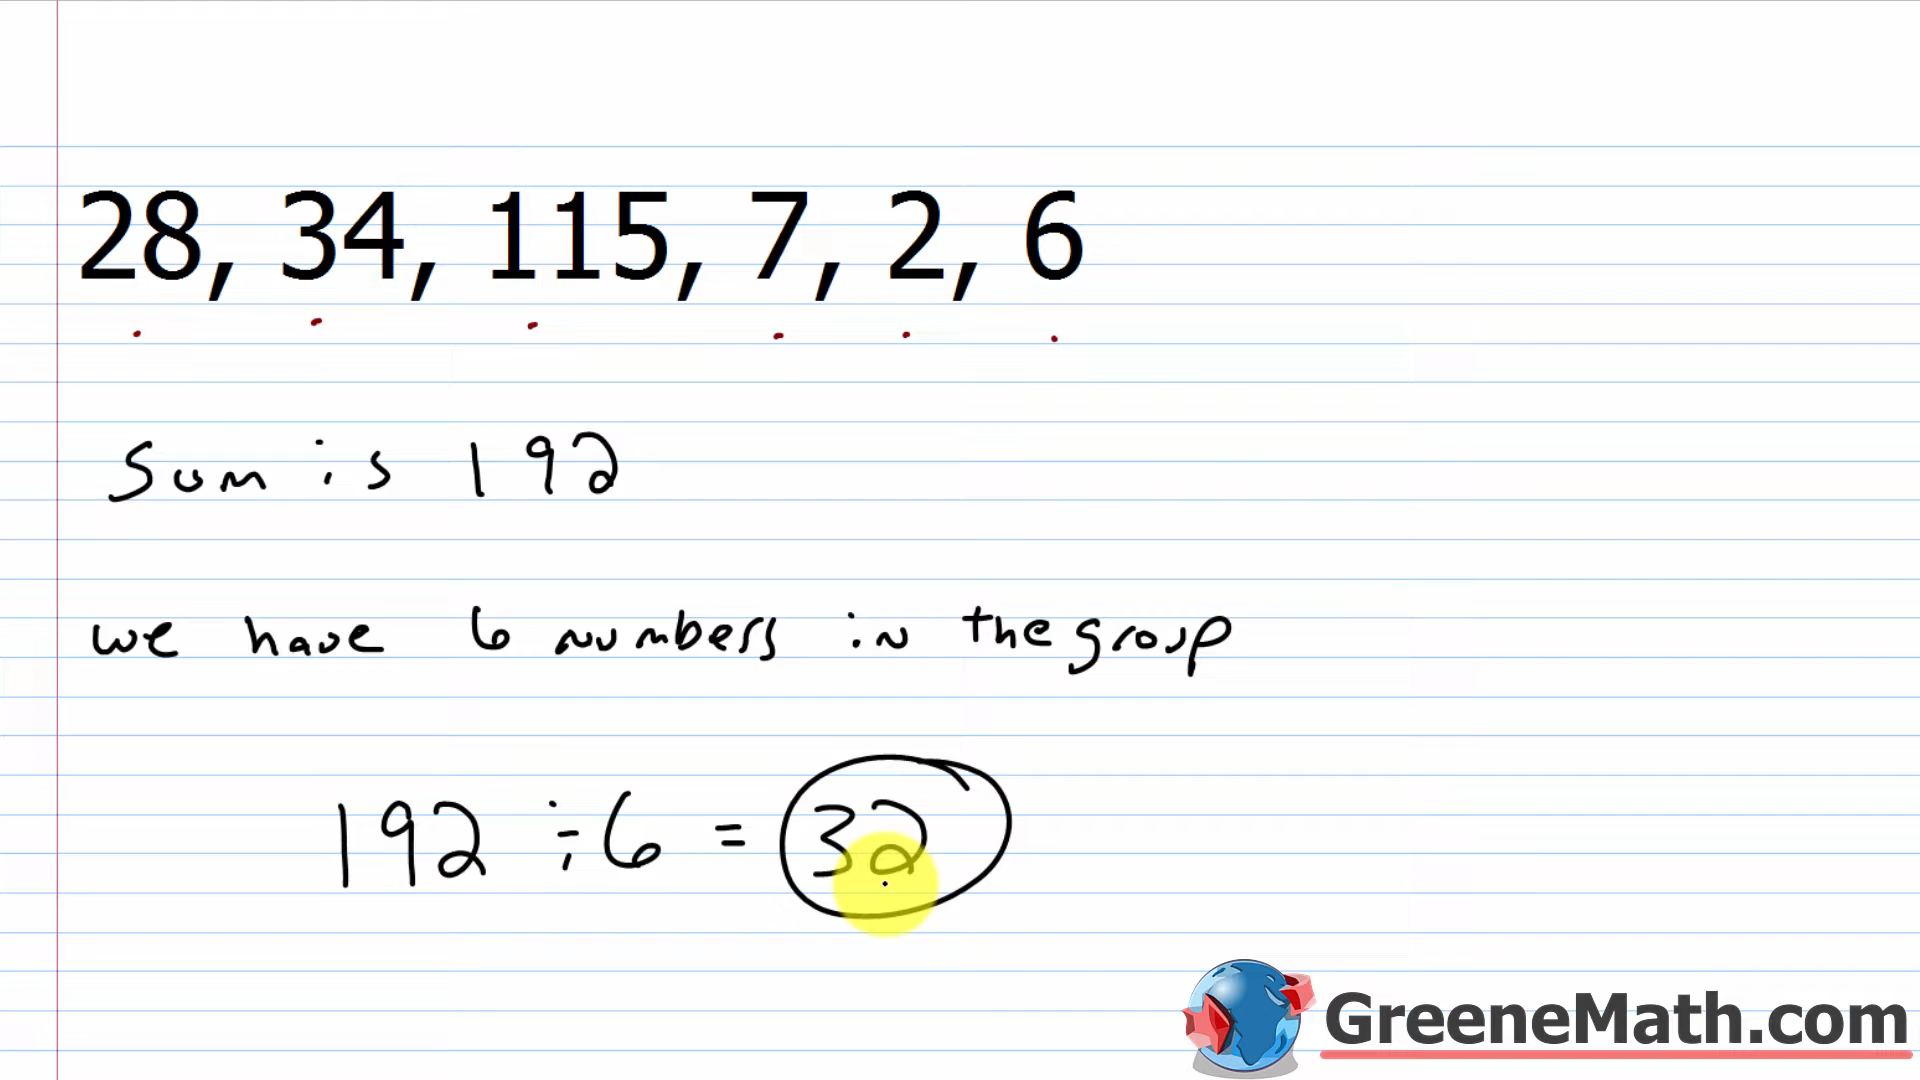 28, 34, 115, 7, 2, 6
Sum is 192
we have 6 numbers in the group
192 ÷ 6 = 32
GreeneMath.com